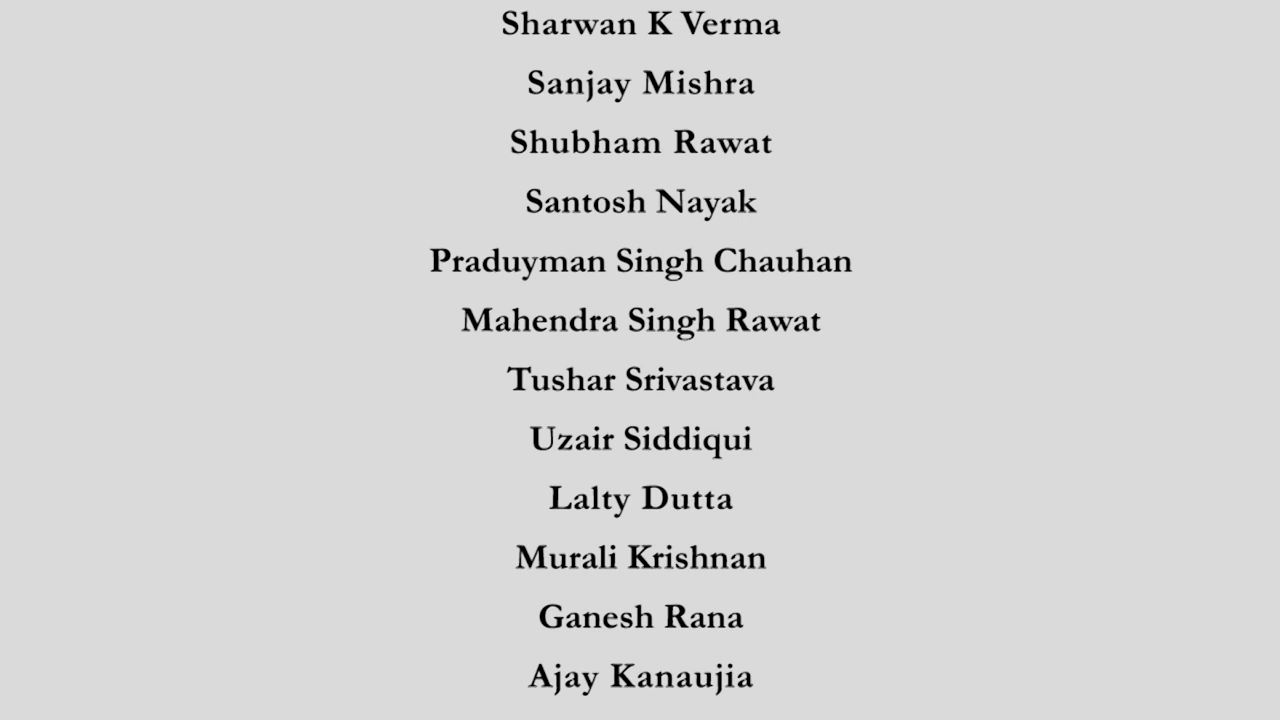 Sharwan K Verma
Sanjay Mishra
Shubham Rawat
Santosh Nayak
Praduyman Singh Chauhan
Mahendra Singh Rawat
Tushar Srivastava
Uzair Siddiqui
Lalty Dutta
Murali Krishnan
Ganesh Rana
Ajay Kanaujia